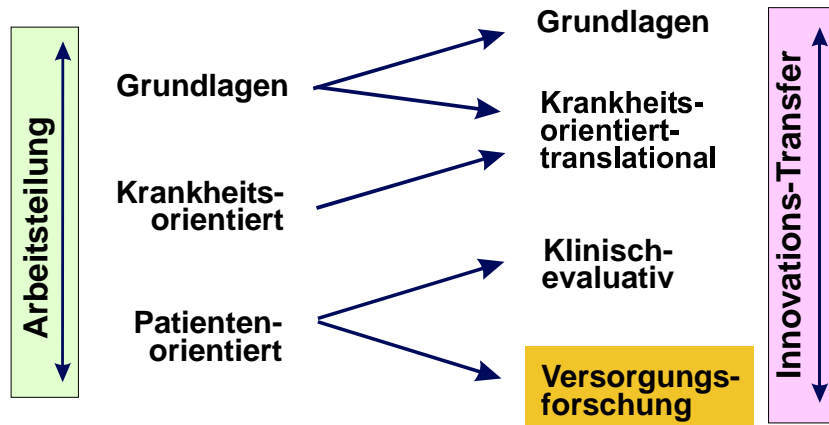 Arbeitsteilung
Grundlagen
Krankheits-
orientiert
Patienten-
orientiert
Grundlagen
Krankheits-
orientiert-
translational
Klinisch-
evaluativ
Versorgungs-
forschung
Innovations-Transfer